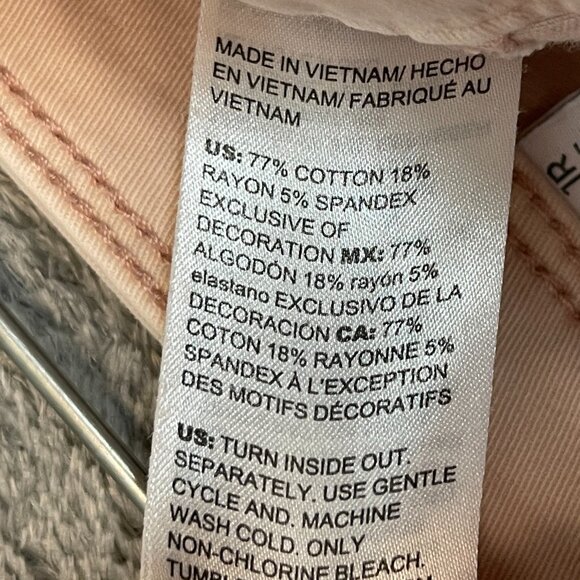 MADE IN VIETNAM/ HECHO
EN VIETNAM/ FABRIQUÉ AU
VIETNAM
US: 77% COTTON 18%
RAYON 5% SPANDEX
EXCLUSIVE OF
DECORATION MX: 77%
ALGODÓN 18% rayón 5%
elastano EXCLUSIVO DE LA
DECORACIÓN CA: 77%
COTON 18% RAYONNE 5%
SPANDEX À L'EXCEPTION
DES MOTIFS DÉCORATIFS
US: TURN INSIDE OUT.
SEPARATELY. USE GENTLE
CYCLE AND. MACHINE
WASH COLD. ONLY
NON-CHLORINE BLEACH.